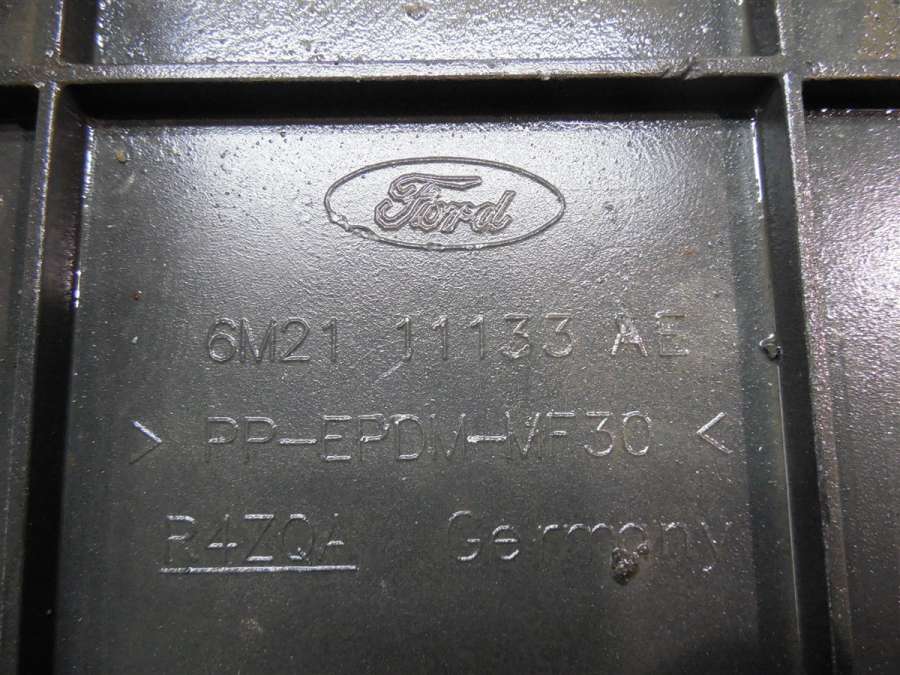 Ford
6M21 11133 AE
> PP-EPDM-MF30 <
R4ZQA Germany